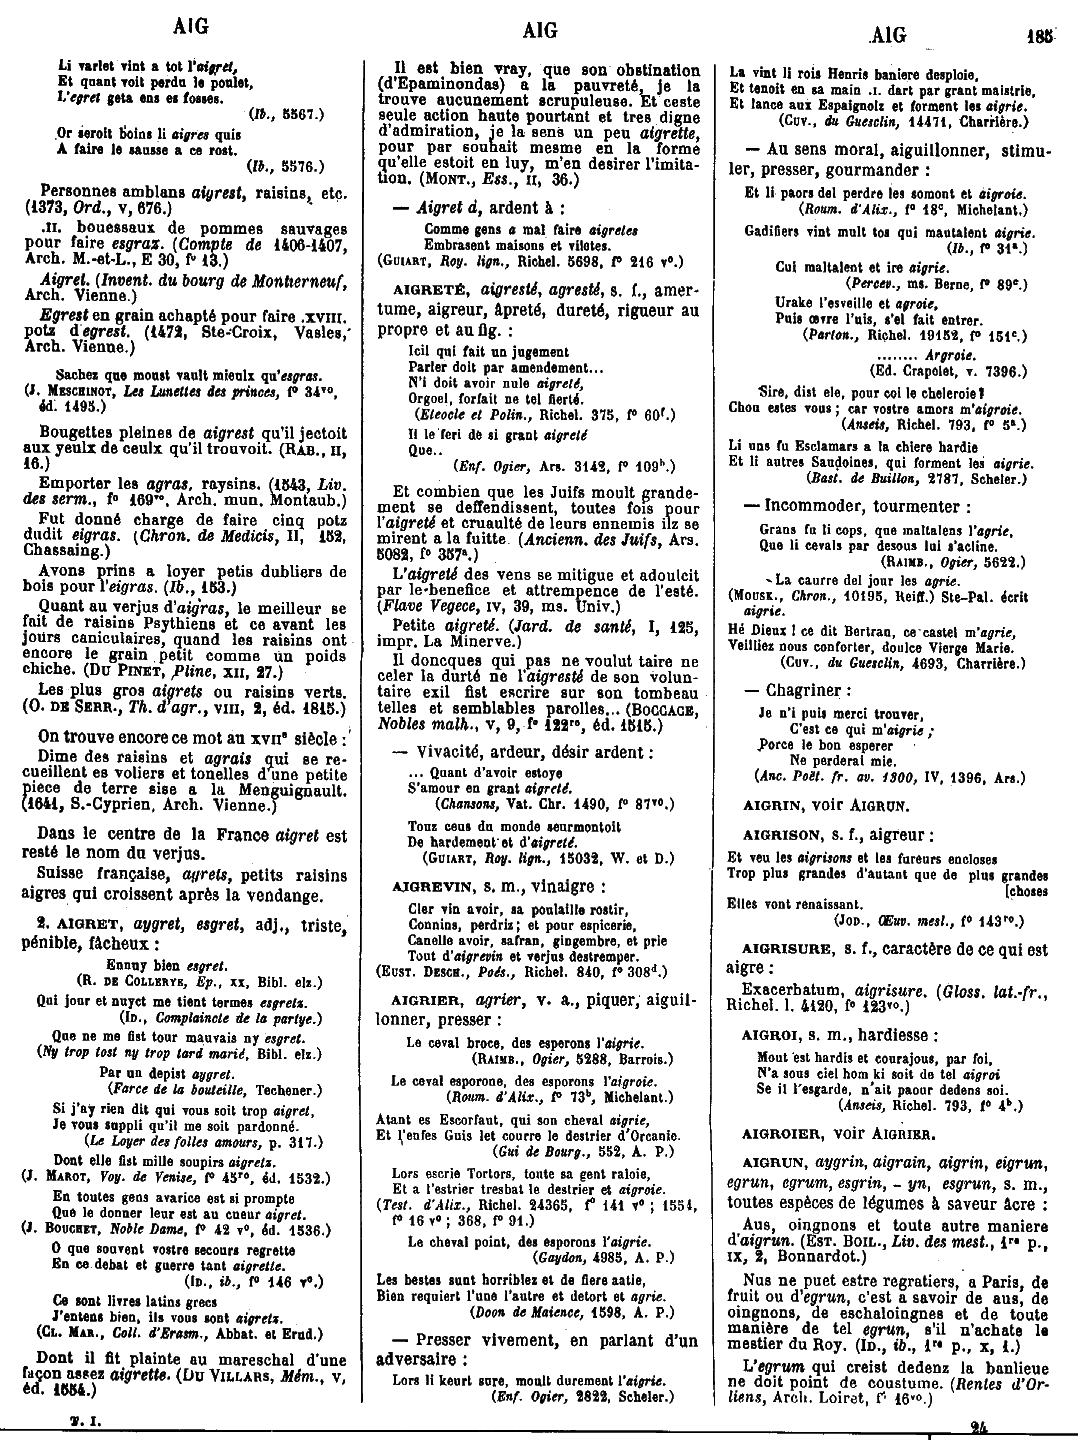 AIG
AIG
AIG
185
Li varlet vint a tot l'aigret,
Et quant voit perdu le poulet,
L'egret geta ens es fosses.
(Ib., 5567.)
Or seroit boins li aigres quis
A faire le sausse a ce rost.
(Ib., 5576.)
Personnes amblans aigrest, raisins, etc.
(1373, Ord., V, 676.)
.II. bouessaux de pommes sauvages
pour faire esgraz. (Compte de 1406-1407,
Arch. M.-et-L., E 30, f° 13.)
Aigret. (Invent. du bourg de Montierneuf,
Arch. Vienne.)
Egrest en grain achapté pour faire .XVIII.
potz d'egrest. (1472, Ste-Croix, Vasles,
Arch. Vienne.)
Sachez que moust vault mieulx qu'esgras.
(J. MESCHINOT, Les Lunettes des princes, f° 34vo,
éd. 1495.)
Bougettes pleines de aigrest qu'il jectoit
aux yeulx de ceulx qu'il trouvoit. (RAB., II,
16.)
Emporter les agras, raysins. (1543, Liv.
des serm., f° 169vo, Arch. mun. Montaub.)
Fut donné charge de faire cinq potz
dudit eigras. (Chron. de Medicis, II, 152,
Chassaing.)
Avons prins a loyer petis dubliers de
bois pour l'eigras. (Ib., 153.)
Quant au verjus d'aigras, le meilleur se
fait de raisins Psythiens et ce avant les
jours caniculaires, quand les raisins ont
encore le grain petit comme un poids
chiche. (DU PINET, Pline, XII, 27.)
Les plus gros aigrets ou raisins verts.
(O. DE SERR., Th. d'agr., VIII, 2, éd. 1815.)
On trouve encore ce mot au XVIIe siècle :
Dime des raisins et agrais qui se re-
cueillent es voliers et tonelles d'une petite
piece de terre sise a la Menguignault.
(1641, S.-Cyprien, Arch. Vienne.)
Dans le centre de la France aigret est
resté le nom du verjus.
Suisse française, agrets, petits raisins
aigres qui croissent après la vendange.
2. AIGRET, aygret, esgret, adj., triste,
pénible, fâcheux :
Ennuy bien esgret.
(R. DE COLLERYE, Ep., XX, Bibl. elz.)
Qui jour et nuyct me tient termes esgretz.
(ID., Complaincte de la partye.)
Que ne me fist tour mauvais ny esgret.
(Ny trop tost ny trop tard marié, Bibl. elz.)
Par un depist aygret.
(Farce de la bouteille, Techener.)
Si j'ay rien dit qui vous soit trop aigret,
Je vous suppli qu'il me soit pardonné.
(Le Loyer des folles amours, p. 317.)
Dont elle fist mille soupirs aigretz.
(J. MAROT, Voy. de Venise, f° 45ro, éd. 1532.)
En toutes gens avarice est si prompte
Que le donner leur est au cueur aigret.
(J. BOUCHET, Noble Dame, f° 42 v°, éd. 1536.)
O que souvent vostre secours regrette
En ce debat et guerre tant aigrette.
(ID., ib., f° 146 v°.)
Ce sont livres latins grecs
J'entens bien, ils vous sont aigretz.
(CL. MAR., Coll. d'Erasm., Abbat. et Erud.)
Dont il fit plainte au mareschal d'une
façon assez aigrette. (DU VILLARS, Mém., V,
éd. 1554.)
T. I.
Il est bien vray, que son obstination
(d'Epaminondas) a la pauvreté, je la
trouve aucunement scrupuleuse. Et ceste
seule action haute pourtant et tres digne
d'admiration, je la sens un peu aigrette,
pour par souhait mesme en la forme
qu'elle estoit en luy, m'en desirer l'imita-
tion. (MONT., Ess., II, 36.)
— Aigret a, ardent à :
Comme gens a mal faire aigretes
Embrasent maisons et viletes.
(GUIART, Roy. lign., Richel. 5698, f° 216 v°.)
AIGRETÉ, aigresté, agresté, s. f., amer-
tume, aigreur, âpreté, dureté, rigueur au
propre et au fig. :
Icil qui fait un jugement
Parler doit par amendement...
N'i doit avoir nule aigreté,
Orgoel, forfait ne tel fierté.
(Eteocle et Polin., Richel. 375, f° 60f.)
Il le feri de si grant aigreté
Que..
(Enf. Ogier, Ars. 3142, f° 109b.)
Et combien que les Juifs moult grande-
ment se deffendissent, toutes fois pour
l'aigreté et cruaulté de leurs ennemis ilz se
mirent a la fuitte. (Ancienn. des Juifs, Ars.
5082, f° 357a.)
L'aigreté des vens se mitigue et adoulcit
par le benefice et attrempence de l'esté.
(Flave Vegece, IV, 39, ms. Univ.)
Petite aigreté. (Jard. de santé, I, 125,
impr. La Minerve.)
Il doncques qui pas ne voulut taire ne
celer la durté ne l'aigresté de son volun-
taire exil fist escrire sur son tombeau
telles et semblables parolles... (BOCCACE,
Nobles malh., V, 9, f° 122ro, éd. 1515.)
— Vivacité, ardeur, désir ardent :
... Quant d'avoir estoye
S'amour en grant aigreté.
(Chansons, Vat. Chr. 1490, f° 87vo.)
Touz ceus du monde seurmontoit
De hardement et d'aigreté.
(GUIART, Roy. lign., 15032, W. et D.)
AIGREVIN, s. m., vinaigre :
Cler vin avoir, sa poulaille rostir,
Connins, perdriz ; et pour espicerie,
Canelle avoir, safran, gingembre, et prie
Tout d'aigrevin et verjus destremper.
(EUST. DESCH., Poés., Richel. 840, f° 308d.)
AIGRIER, agrier, v. a., piquer, aiguil-
lonner, presser :
Le ceval broce, des esperons l'aigrie.
(RAIMB., Ogier, 5288, Barrois.)
Le ceval esporone, des esporons l'aigroie.
(Roum. d'Alix., f° 73b, Michelant.)
Atant es Escorfaut, qui son cheval aigrie,
Et l'enfes Guis let courre le destrier d'Orcanie.
(Gui de Bourg., 552, A. P.)
Lors escrie Tortors, toute sa gent raloie,
Et a l'estrier tresbat le destrier et aigroie.
(Test. d'Alix., Richel. 24365, f° 141 v° ; 1554,
f° 16 v° ; 368, f° 91.)
Le cheval point, des esporons l'aigrie.
(Gaydon, 4985, A. P.)
Les bestes sunt horriblez et de fiere aatie,
Bien requiert l'une l'autre et detort et agrie.
(Doon de Maience, 1598, A. P.)
— Presser vivement, en parlant d'un
adversaire :
Lors li keurt sure, moult durement l'aigrie.
(Enf. Ogier, 2822, Scheler.)
La vint li rois Henris baniere desploie,
Et tenoit en sa main .I. dart par grant maistrie,
Et lance aux Espaignolz et forment les aigrie.
(CUV., du Guesclin, 14471, Charrière.)
— Au sens moral, aiguillonner, stimu-
ler, presser, gourmander :
Et li paors del perdre les somont et aigroie.
(Roum. d'Alix., f° 18c, Michelant.)
Gadifiers vint mult tos qui mautalent aigrie.
(Ib., f° 31a.)
Cui maltalent et ire aigrie.
(Percev., ms. Berne, f° 89c.)
Urake l'esveille et agroie,
Puis œvre l'uis, s'el fait entrer.
(Parton., Richel. 19152, f° 151c.)
........ Argroie.
(Ed. Crapelet, v. 7396.)
Sire, dist ele, pour coi le cheleroie?
Chou estes vous ; car vostre amors m'aigroie.
(Anseis, Richel. 793, f° 5a.)
Li uns fu Esclamars a la chiere hardie
Et li autres Saudoines, qui forment les aigrie.
(Bast. de Buillon, 2787, Scheler.)
— Incommoder, tourmenter :
Grans fu li cops, que maltalens l'agrie,
Que li cevals par desous lui s'acline.
(RAIMB., Ogier, 5622.)
La caurre del jour les agrie.
(MOUSK., Chron., 10195, Reiff.) Ste-Pal. écrit
aigrie.
Hé Dieux ! ce dit Bertran, ce castel m'agrie,
Veilliez nous conforter, doulce Vierge Marie.
(CUV., du Guesclin, 4693, Charrière.)
— Chagriner :
Je n'i puis merci trouver,
C'est ce qui m'aigrie ;
Porce le bon esperer
Ne perderai mie.
(Anc. Poët. fr. av. 1300, IV, 1396, Ars.)
AIGRIN, voir AIGRUN.
AIGRISON, s. f., aigreur :
Et veu les aigrisons et les fureurs encloses
Trop plus grandes d'autant que de plus grandes
[choses
Elles vont renaissant.
(JOD., Œuv. mesl., f° 143ro.)
AIGRISURE, s. f., caractère de ce qui est
aigre :
Exacerbatum, aigrisure. (Gloss. lat.-fr.,
Richel. l. 4120, f° 123vo.)
AIGROI, s. m., hardiesse :
Mout est hardis et courajous, par foi,
N'a sous ciel hom ki soit de tel aigroi
Se il l'esgarde, n'ait paour dedens soi.
(Anseis, Richel. 793, f° 4b.)
AIGROIER, voir AIGRIER.
AIGRUN, aygrin, aigrain, aigrin, eigrun,
egrun, egrum, esgrin, - yn, esgrun, s. m.,
toutes espèces de légumes à saveur âcre :
Aus, oingnons et toute autre maniere
d'aigrun. (EST. BOIL., Liv. des mest., 1re p.,
IX, 2, Bonnardot.)
Nus ne puet estre regratiers, a Paris, de
fruit ou d'egrun, c'est a savoir de aus, de
oingnons, de eschaloingnes et de toute
manière de tel egrun, s'il n'achate le
mestier du Roy. (ID., ib., 1re p., X, 1.)
L'egrum qui creist dedenz la banlieue
ne doit point de coustume. (Rentes d'Or-
liens, Arch. Loiret, f° 16vo.)
24